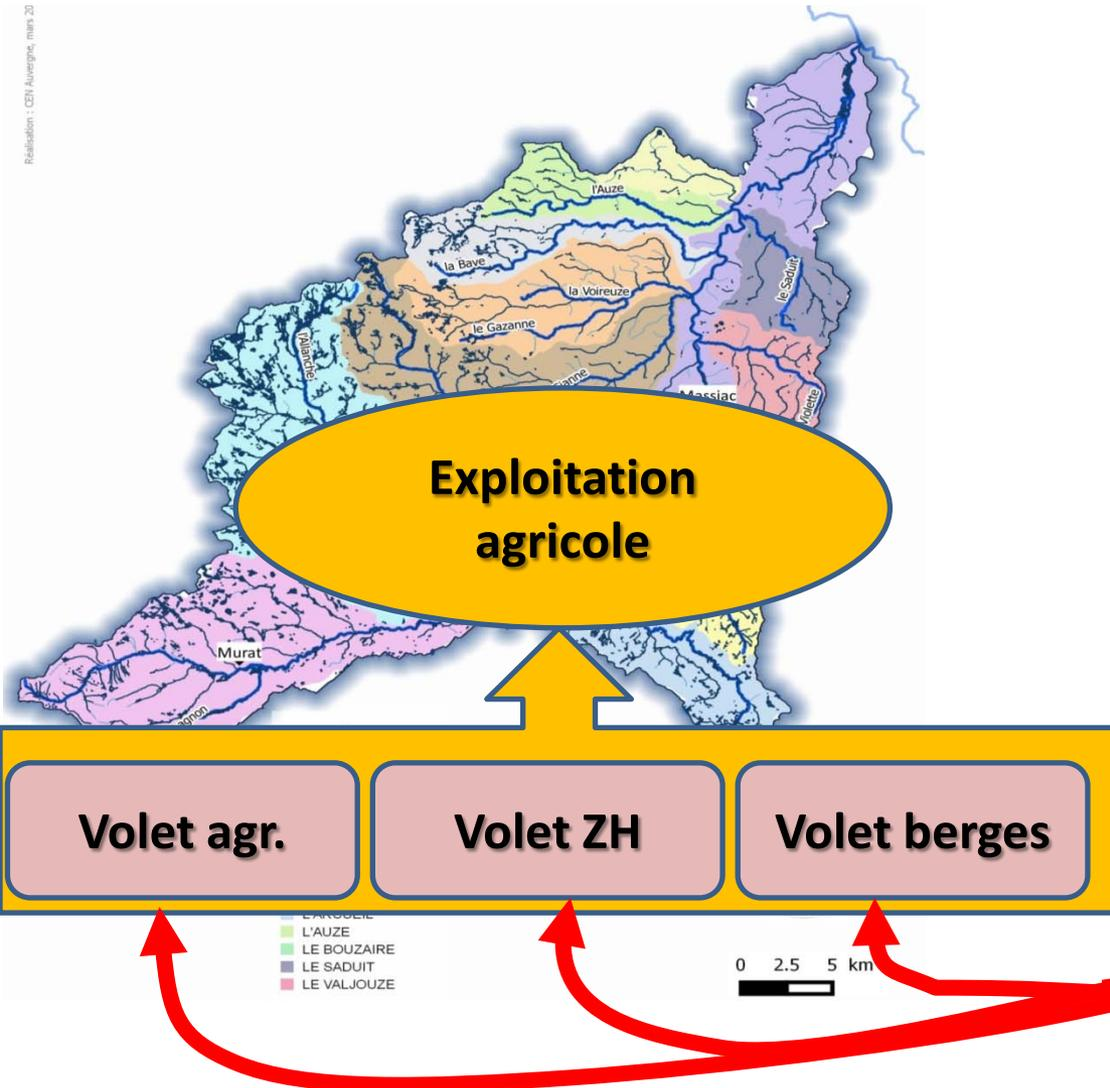 Réalisation : CEN Auvergne, mars 20
l'Auze
la Bave
le Saduit
la Voireuze
le Gazanne
l'Allanche
Massiac
Violette
Exploitation
agricole
Murat
Volet agr.
Volet ZH
Volet berges
L'AUZE
LE BOUZAIRE
LE SADUIT
LE VALJOUZE
0 2.5 5 km